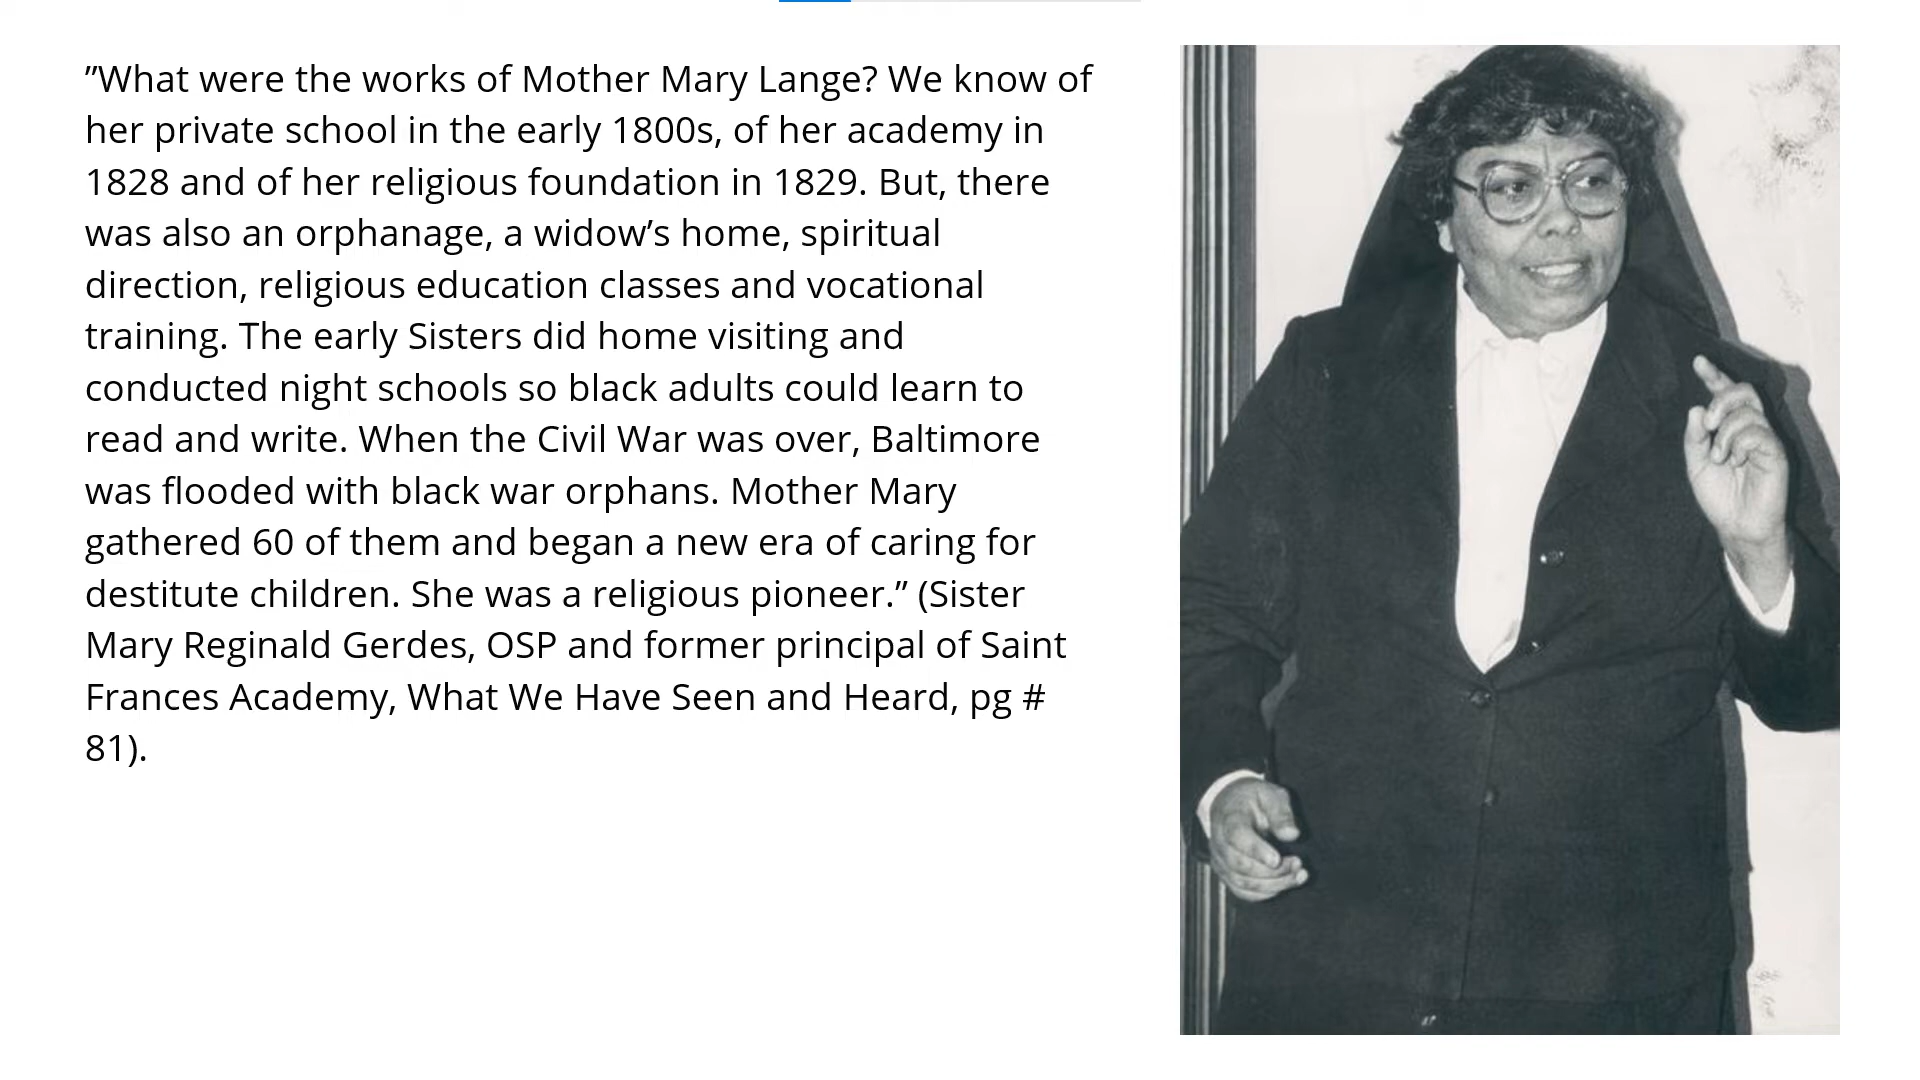 ”What were the works of Mother Mary Lange? We know of
her private school in the early 1800s, of her academy in
1828 and of her religious foundation in 1829. But, there
was also an orphanage, a widow’s home, spiritual
direction, religious education classes and vocational
training. The early Sisters did home visiting and
conducted night schools so black adults could learn to
read and write. When the Civil War was over, Baltimore
was flooded with black war orphans. Mother Mary
gathered 60 of them and began a new era of caring for
destitute children. She was a religious pioneer.” (Sister
Mary Reginald Gerdes, OSP and former principal of Saint
Frances Academy, What We Have Seen and Heard, pg #
81).